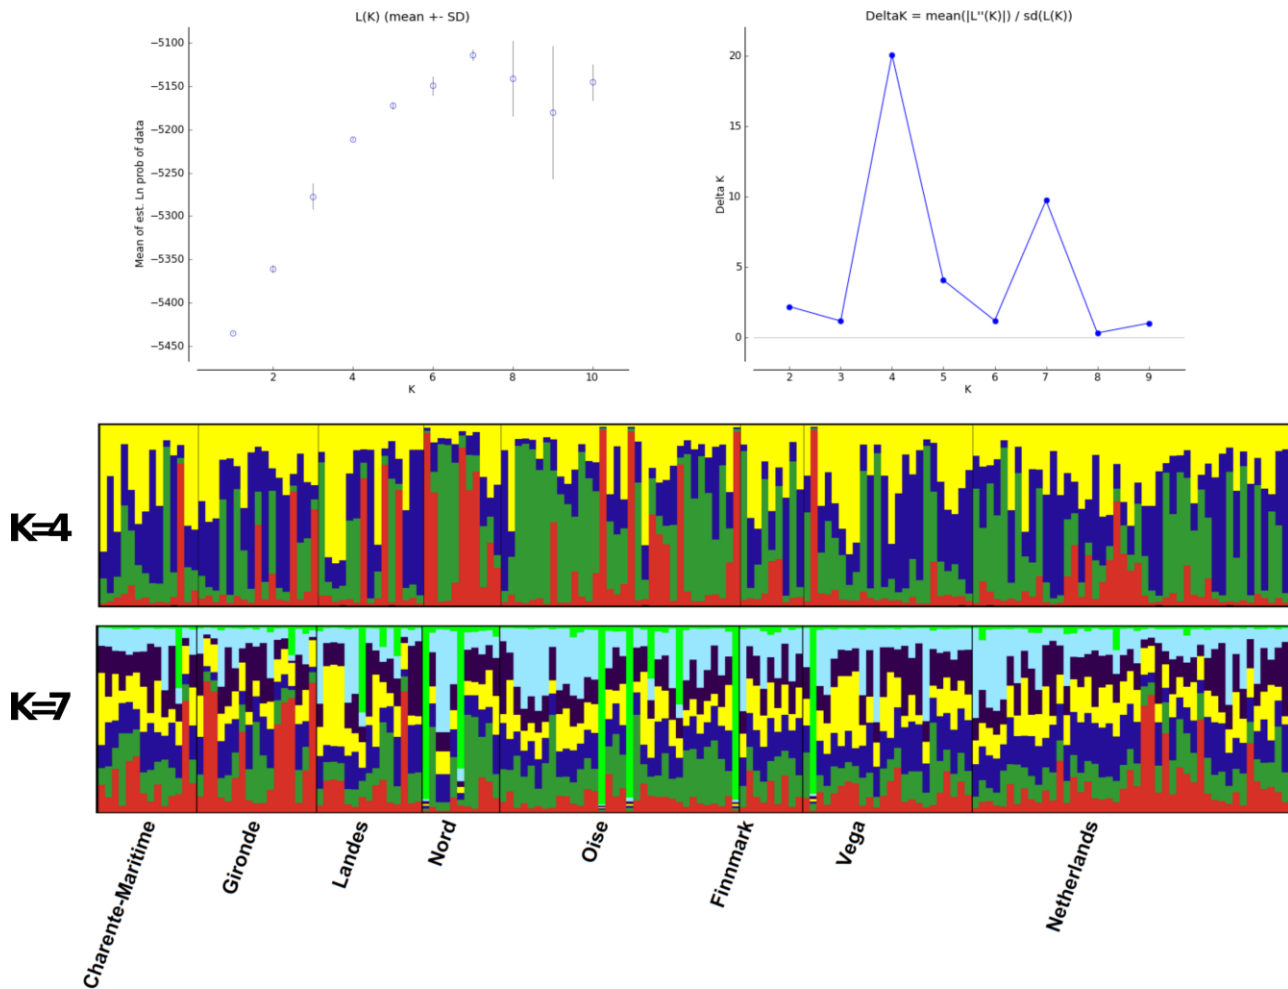 L(K) (mean +- SD)
Mean of est. Ln prob of data
−5100
−5150
−5200
−5250
−5300
−5350
−5400
−5450
2
4
6
8
10
K
DeltaK = mean(|L''(K)|) / sd(L(K))
Delta K
20
15
10
5
0
2
3
4
5
6
7
8
9
K
K=4
K=7
Charente-Maritime
Gironde
Landes
Nord
Oise
Finnmark
Vega
Netherlands